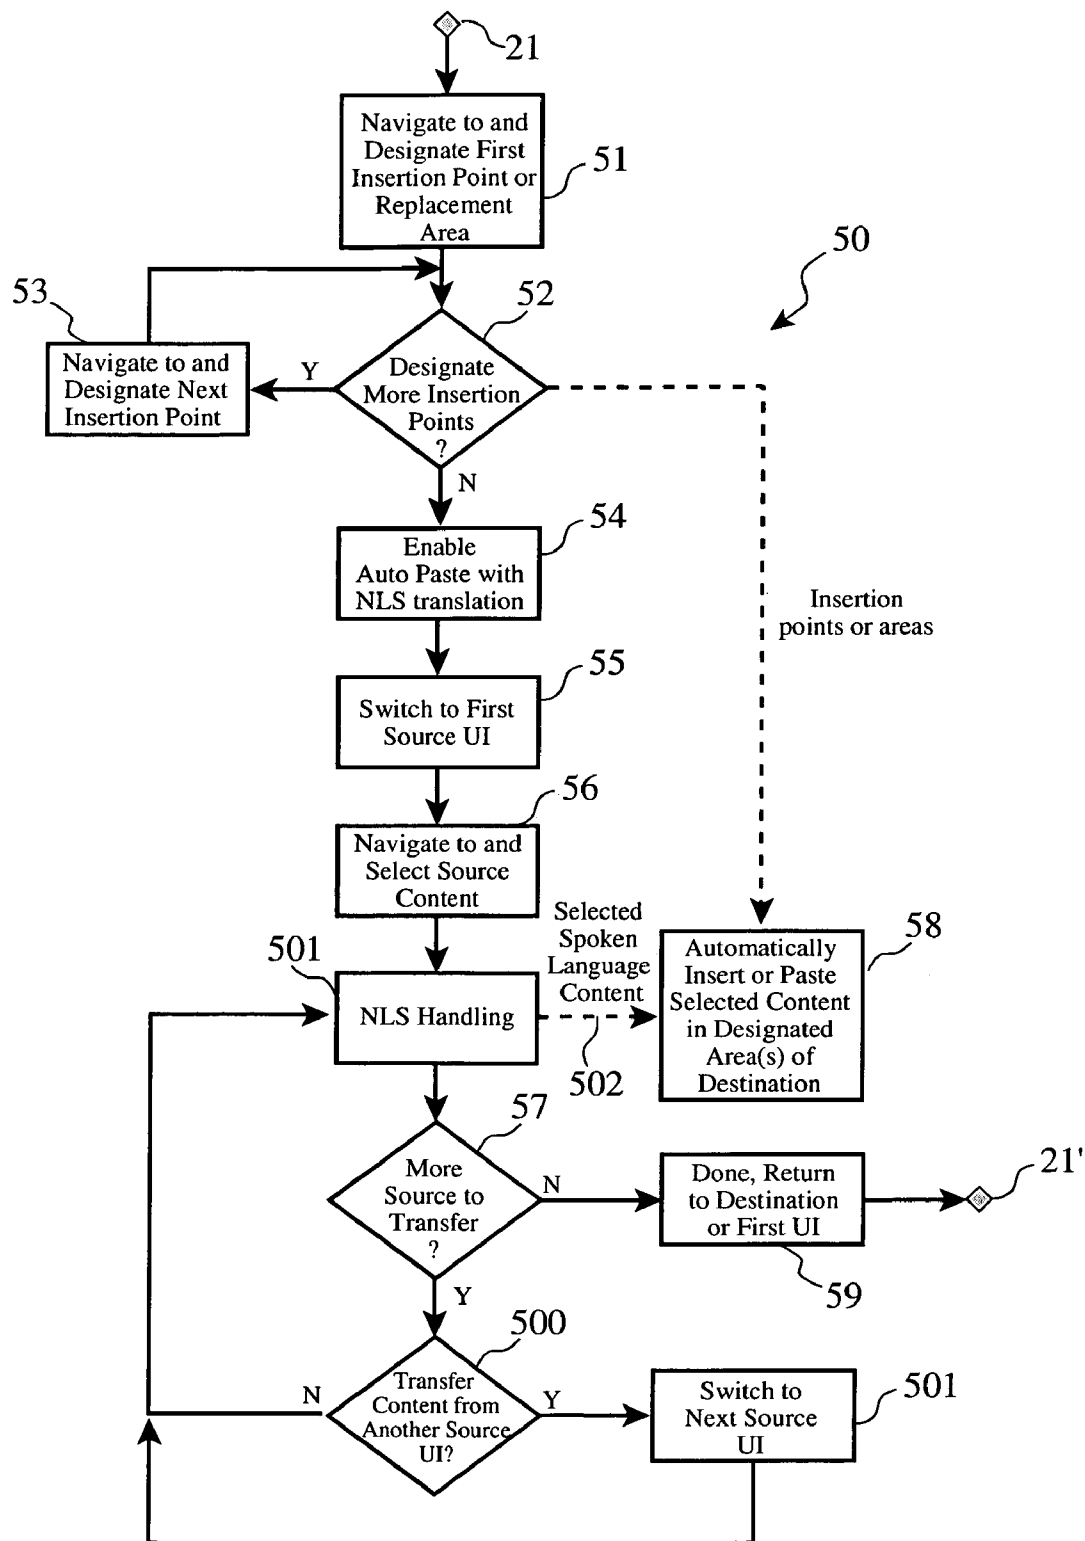 21
Navigate to and
Designate First
Insertion Point or
Replacement
Area
51
50
53
52
Navigate to and
Designate Next
Insertion Point
Y
Designate
More Insertion
Points
?
N
54
Enable
Auto Paste with
NLS translation
Insertion
points or areas
55
Switch to First
Source UI
56
Navigate to and
Select Source
Content
Selected
Spoken
Language
Content
58
Automatically
Insert or Paste
Selected Content
in Designated
Area(s) of
Destination
501
NLS Handling
502
57
More
Source to
Transfer
?
N
Done, Return
to Destination
or First UI
21'
59
Y
500
Transfer
Content from
Another Source
UI?
N
Y
Switch to
Next Source
UI
501